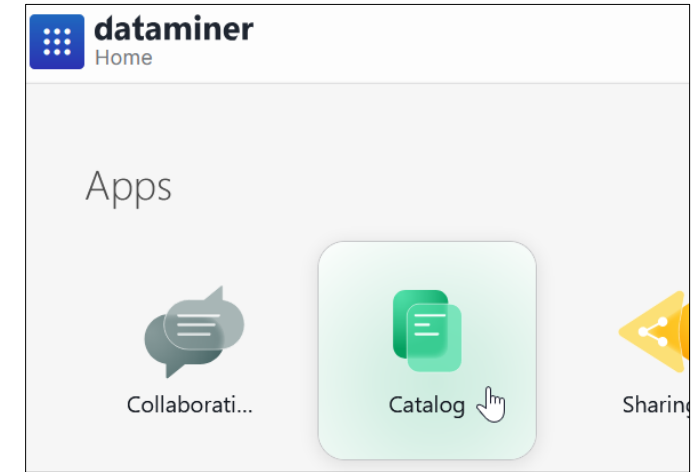 dataminer
Home
Apps
Collaborati...
Catalog
Sharing